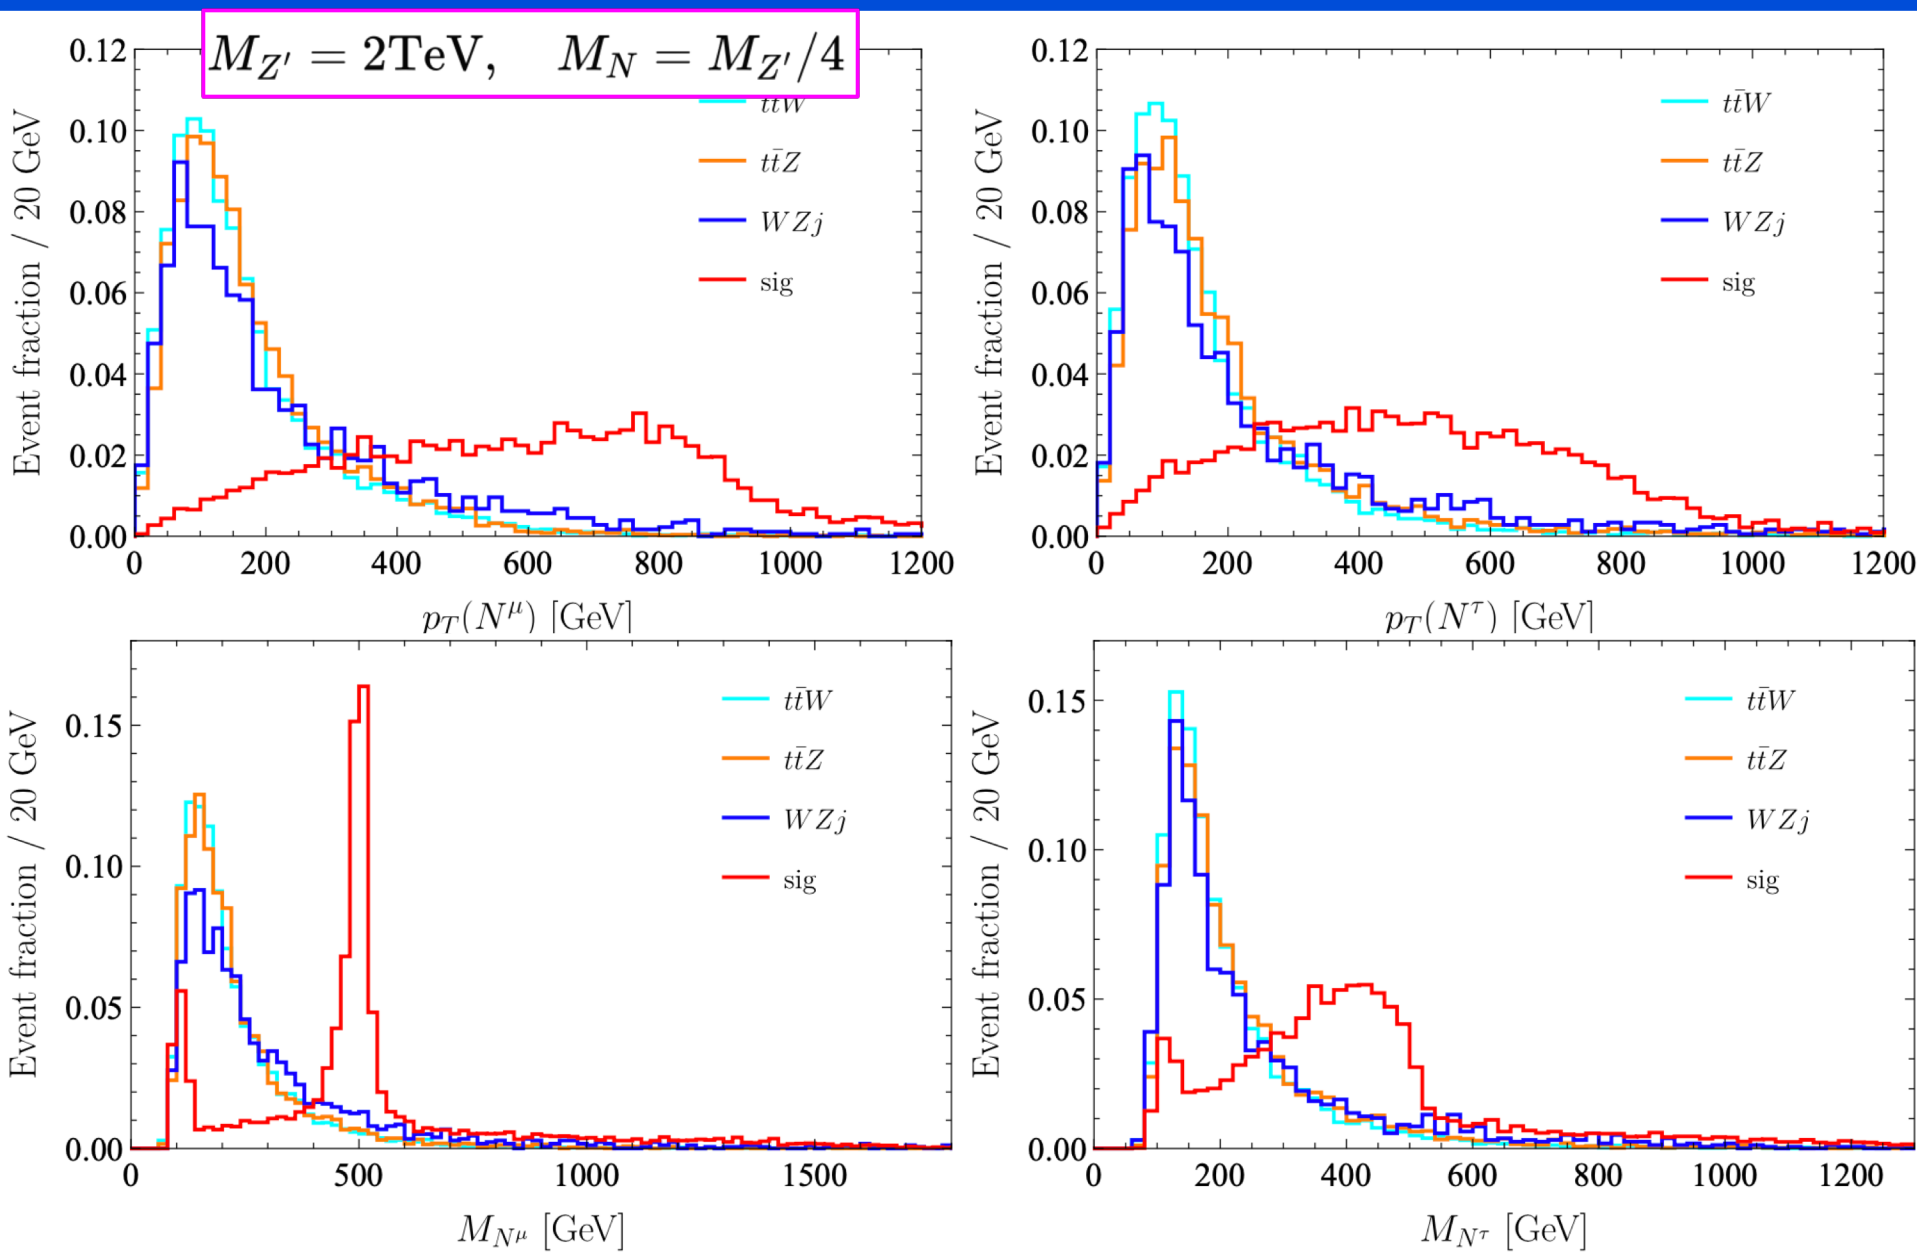 M_{Z'} = 2TeV, M_N = M_{Z'}/4
Event fraction / 20 GeV
0.12
0.10
0.08
0.06
0.04
0.02
0.00
tt̄W
tt̄Z
WZj
sig
0 200 400 600 800 1000 1200
p_T(N^μ) [GeV]
Event fraction / 20 GeV
0.12
0.10
0.08
0.06
0.04
0.02
0.00
tt̄W
tt̄Z
WZj
sig
0 200 400 600 800 1000 1200
p_T(N^τ) [GeV]
Event fraction / 20 GeV
0.15
0.10
0.05
0.00
tt̄W
tt̄Z
WZj
sig
0 500 1000 1500
M_{N^μ} [GeV]
Event fraction / 20 GeV
0.15
0.10
0.05
0.00
tt̄W
tt̄Z
WZj
sig
0 200 400 600 800 1000 1200
M_{N^τ} [GeV]